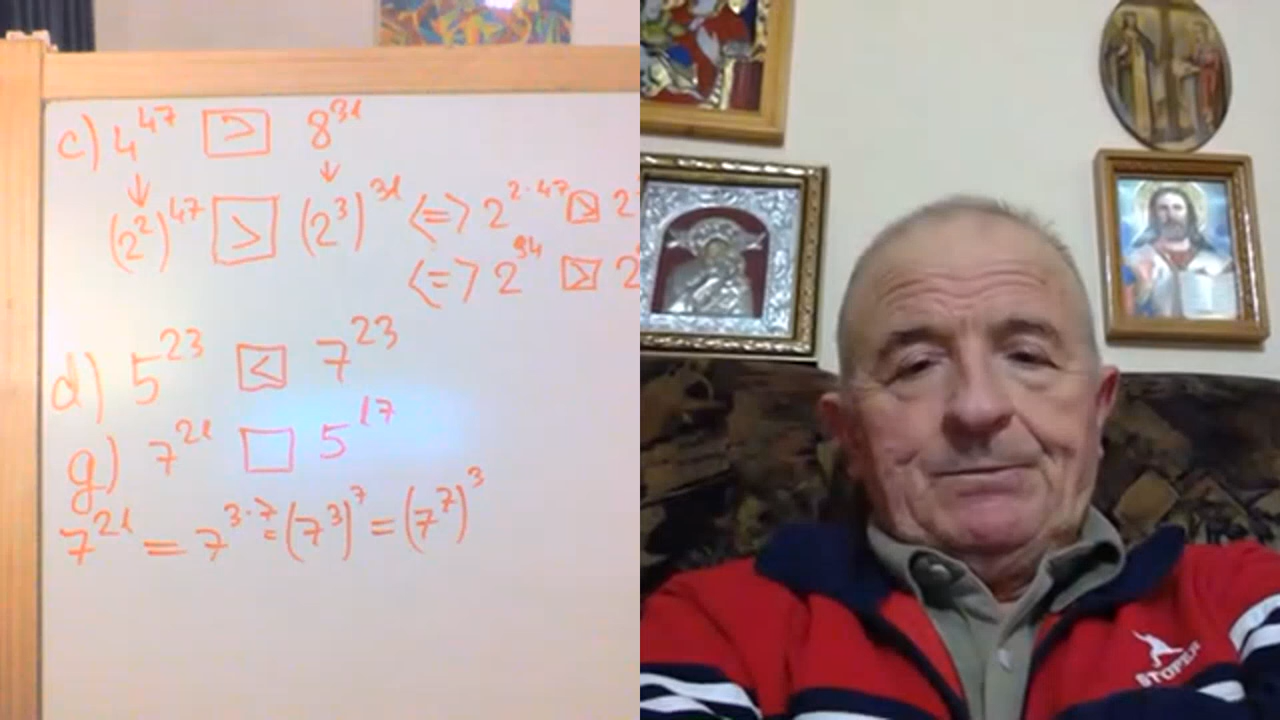 c) 4^47 > 8^31
↓ ↓
(2^2)^47 > (2^3)^31 <=> 2^2·47 > 2
<=> 2^94 > 2
d) 5^23 < 7^23
g) 7^21 □ 5^17
7^21 = 7^3·7 = (7^3)^7 = (7^7)^3
STOPER